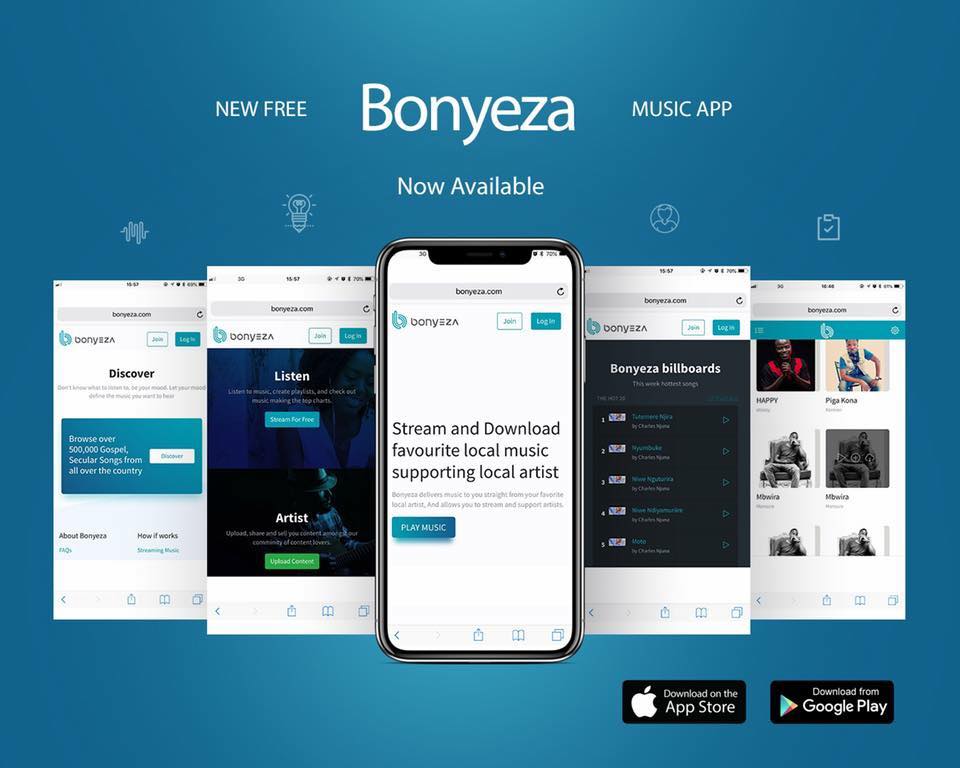 NEW FREE
Bonyeza
MUSIC APP
Now Available
15:57
69%
bonyeza.com
bonyeza
Join
Log In
Discover
Don't know what to listen to, be your mood. Let your mood
define the music you want to hear
Browse over
500,000 Gospel,
Secular Songs from
all over the country
Discover
About Bonyeza
How if works
FAQs
Streaming Music
3G
15:57
70%
bonyeza.com
bonyeza
Join
Log In
Listen
Listen to music, create playlists, and check out
music making the top charts.
Stream For Free
Artist
Upload, share and sell you content amongst our
community of content lovers.
Upload Content
3G
70%
bonyeza.com
bonyeza
Join
Log In
Stream and Download
favourite local music
supporting local artist
Bonyeza delivers music to you straight from your favorite
local artist, And allows you to stream and support artists.
PLAY MUSIC
3G
15:57
70%
bonyeza.com
bonyeza
Join
Log In
Bonyeza billboards
This week hottest songs
THE HOT 20
1
Tutemere Njira
by Charles Njuna
2
Nyumbuke
by Charles Njuna
3
Niwe Nguturira
by Charles Njuna
4
Niwe Ndiyamunire
by Charles Njuna
5
Moto
by Charles Njuna
3G
16:46
61%
bonyeza.com
HAPPY
Piga Kona
Mbwira
Mbwira
Download on the
App Store
Download from
Google Play